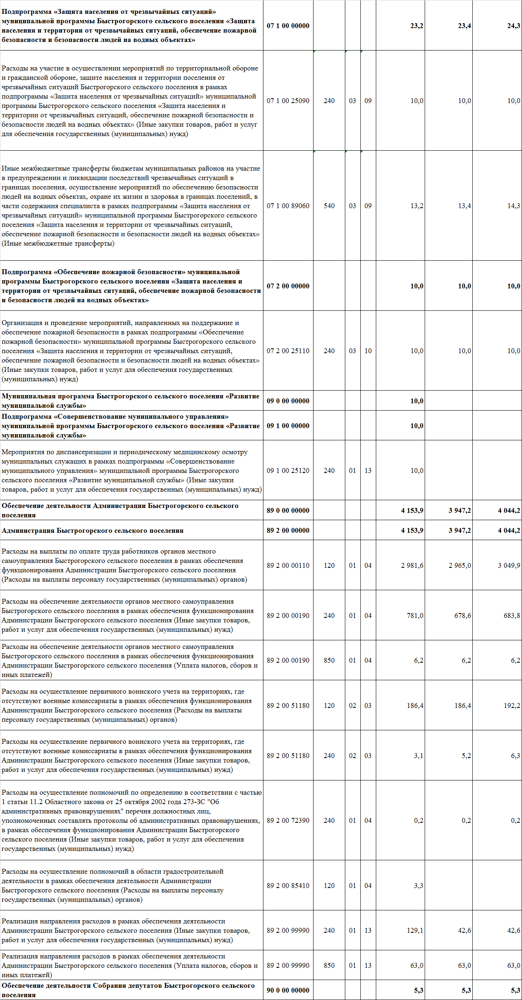 Подпрограмма «Защита населения от чрезвычайных ситуаций»
муниципальной программы Быстрогорского сельского поселения «Защита
населения и территории от чрезвычайных ситуаций, обеспечение пожарной
безопасности и безопасности людей на водных объектах»
07 1 00 00000 23,2 23,4 24,3
Расходы на участие в осуществлении мероприятий по территориальной обороне
и гражданской обороне, защите населения и территории поселения от
чрезвычайных ситуаций Быстрогорского сельского поселения в рамках
подпрограммы «Защита населения от чрезвычайных ситуаций» муниципальной
программы Быстрогорского сельского поселения «Защита населения и
территории от чрезвычайных ситуаций, обеспечение пожарной безопасности и
безопасности людей на водных объектах» (Иные закупки товаров, работ и услуг
для обеспечения государственных (муниципальных) нужд)
07 1 00 25090 240 03 09 10,0 10,0 10,0
Иные межбюджетные трансферты бюджетам муниципальных районов на участие
в предупреждении и ликвидации последствий чрезвычайных ситуаций в
границах поселения, осуществление мероприятий по обеспечению безопасности
людей на водных объектах, охране их жизни и здоровья в границах поселений, в
части содержания специалиста в рамках подпрограммы «Защита населения от
чрезвычайных ситуаций» муниципальной программы Быстрогорского сельского
поселения «Защита населения и территории от чрезвычайных ситуаций,
обеспечение пожарной безопасности и безопасности людей на водных объектах»
(Иные межбюджетные трансферты)
07 1 00 89060 540 03 09 13,2 13,4 14,3
Подпрограмма «Обеспечение пожарной безопасности» муниципальной
программы Быстрогорского сельского поселения «Защита населения и
территории от чрезвычайных ситуаций, обеспечение пожарной безопасности
и безопасности людей на водных объектах»
07 2 00 00000 10,0 10,0 10,0
Организация и проведение мероприятий, направленных на поддержание и
обеспечение пожарной безопасности в рамках подпрограммы «Обеспечение
пожарной безопасности» муниципальной программы Быстрогорского сельского
поселения «Защита населения и территории от чрезвычайных ситуаций,
обеспечение пожарной безопасности и безопасности людей на водных объектах»
(Иные закупки товаров, работ и услуг для обеспечения государственных
(муниципальных) нужд)
07 2 00 25110 240 03 10 10,0 10,0 10,0
Муниципальная программа Быстрогорского сельского поселения «Развитие
муниципальной службы»
09 0 00 00000 10,0
Подпрограмма «Совершенствование муниципального управления»
муниципальной программы Быстрогорского сельского поселения «Развитие
муниципальной службы»
09 1 00 00000 10,0
Мероприятия по диспансеризации и периодическому медицинскому осмотру
муниципальных служащих в рамках подпрограммы «Совершенствование
муниципального управления» муниципальной программы Быстрогорского
сельского поселения «Развитие муниципальной службы» (Иные закупки
товаров, работ и услуг для обеспечения государственных (муниципальных) нужд)
09 1 00 25120 240 01 13 10,0
Обеспечение деятельности Администрации Быстрогорского сельского
поселения
89 0 00 00000 4 153,9 3 947,2 4 044,2
Администрация Быстрогорского сельского поселения
89 2 00 00000 4 153,9 3 947,2 4 044,2
Расходы на выплаты по оплате труда работников органов местного
самоуправления Быстрогорского сельского поселения в рамках обеспечения
функционирования Администрации Быстрогорского сельского поселения
(Расходы на выплаты персоналу государственных (муниципальных) органов)
89 2 00 00110 120 01 04 2 981,6 2 965,0 3 049,9
Расходы на обеспечение деятельности органов местного самоуправления
Быстрогорского сельского поселения в рамках обеспечения функционирования
Администрации Быстрогорского сельского поселения (Иные закупки товаров,
работ и услуг для обеспечения государственных (муниципальных) нужд)
89 2 00 00190 240 01 04 781,0 678,6 683,8
Расходы на обеспечение деятельности органов местного самоуправления
Быстрогорского сельского поселения в рамках обеспечения функционирования
Администрации Быстрогорского сельского поселения (Уплата налогов, сборов и
иных платежей)
89 2 00 00190 850 01 04 6,2 6,2 6,2
Расходы на осуществление первичного воинского учета на территориях, где
отсутствуют военные комиссариаты в рамках обеспечения функционирования
Администрации Быстрогорского сельского поселения (Расходы на выплаты
персоналу государственных (муниципальных) органов)
89 2 00 51180 120 02 03 186,4 186,4 192,2
Расходы на осуществление первичного воинского учета на территориях, где
отсутствуют военные комиссариаты в рамках обеспечения функционирования
Администрации Быстрогорского сельского поселения (Иные закупки товаров,
работ и услуг для обеспечения государственных (муниципальных) нужд)
89 2 00 51180 240 02 03 3,1 5,2 6,3
Расходы на осуществление полномочий по определению в соответствии с частью
1 статьи 11.2 Областного закона от 25 октября 2002 года 273-ЗС "Об
административных правонарушениях" перечня должностных лиц,
уполномоченных составлять протоколы об административных правонарушениях,
в рамках обеспечения функционирования Администрации Быстрогорского
сельского поселения (Иные закупки товаров, работ и услуг для обеспечения
государственных (муниципальных) нужд)
89 2 00 72390 240 01 04 0,2 0,2 0,2
Расходы на осуществление полномочий в области градостроительной
деятельности в рамках обеспечения деятельности Администрации
Быстрогорского сельского поселения (Расходы на выплаты персоналу
государственных (муниципальных) органов)
89 2 00 85410 120 01 04 3,3
Реализация направления расходов в рамках обеспечения деятельности
Администрации Быстрогорского сельского поселения (Иные закупки товаров,
работ и услуг для обеспечения государственных (муниципальных) нужд)
89 2 00 99990 240 01 13 129,1 42,6 42,6
Реализация направления расходов в рамках обеспечения деятельности
Администрации Быстрогорского сельского поселения (Уплата налогов, сборов и
иных платежей)
89 2 00 99990 850 01 13 63,0 63,0 63,0
Обеспечение деятельности Собрания депутатов Быстрогорского сельского
поселения
90 0 00 00000 5,3 5,3 5,3